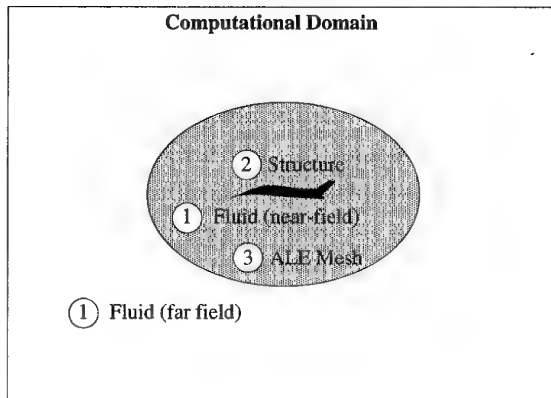 Computational Domain
2 Structure
1 Fluid (near-field)
3 ALE Mesh
1 Fluid (far field)